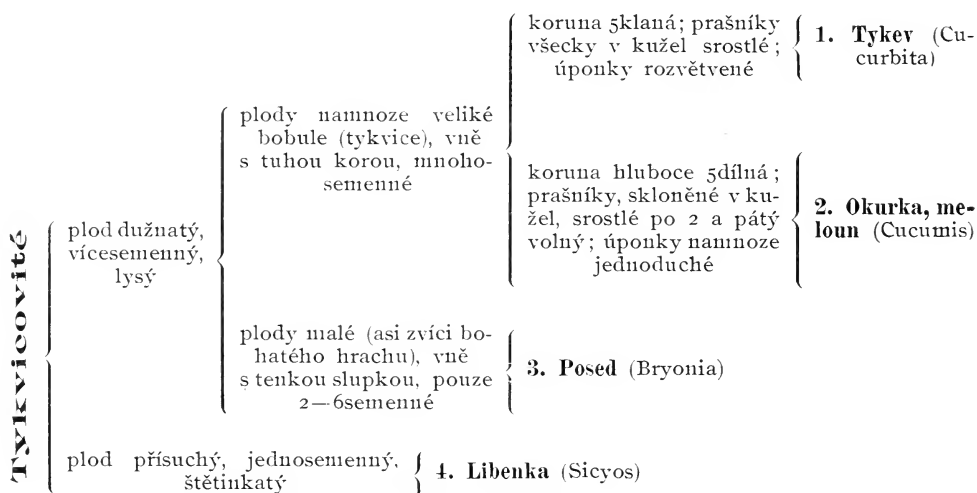 Tykvicovité
plod dužnatý,
vícesemenný,
lysý
plody namnoze veliké
bobule (tykvice), vně
s tuhou korou, mnoho-
semenné
koruna 5klaná; prašníky
všecky v kužel srostlé;
úponky rozvětvené
1. Tykev (Cu-
curbita)
koruna hluboce 5dílná;
prašníky, skloněné v ku-
žel, srostlé po 2 a pátý
volný; úponky namnoze
jednoduché
2. Okurka, me-
loun (Cucumis)
plody malé (asi zvíci bo-
hatého hrachu), vně
s tenkou slupkou, pouze
2—6semenné
3. Posed (Bryonia)
plod přísuchý, jednosemenný,
štětinkatý
4. Libenka (Sicyos)